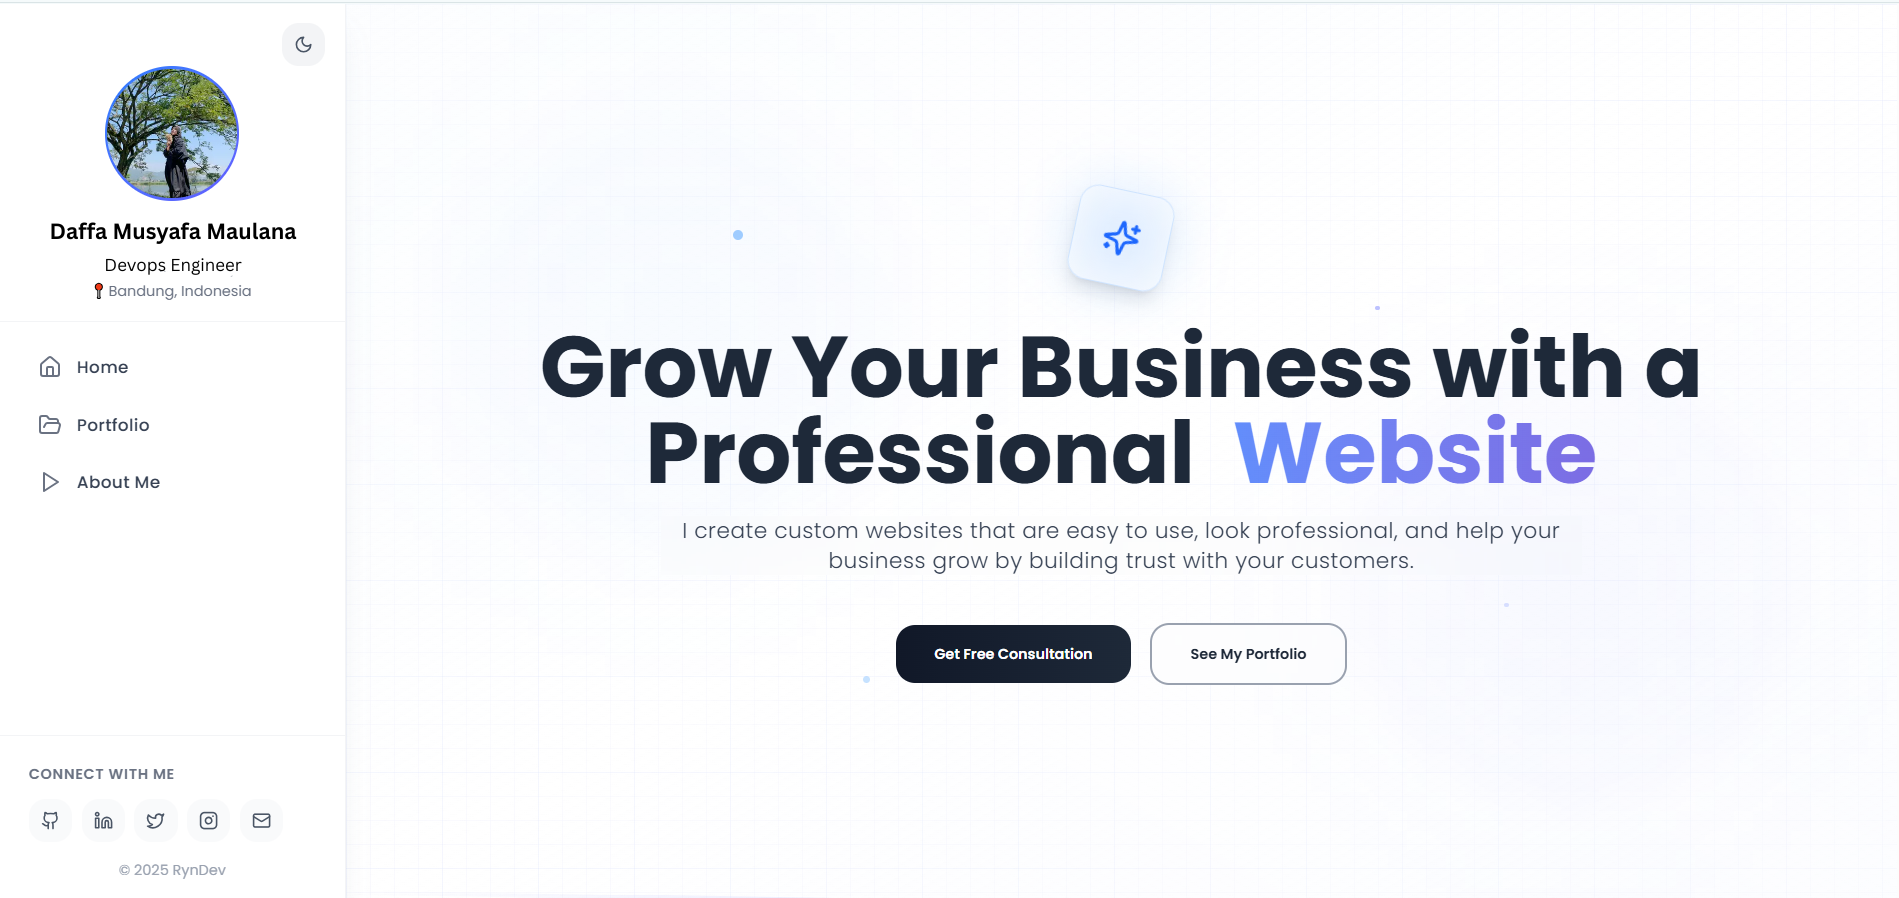 Daffa Musyafa Maulana
Devops Engineer
📍 Bandung, Indonesia
Home
Portfolio
About Me
CONNECT WITH ME
© 2025 RynDev
Grow Your Business with a
Professional Website
I create custom websites that are easy to use, look professional, and help your
business grow by building trust with your customers.
Get Free Consultation
See My Portfolio